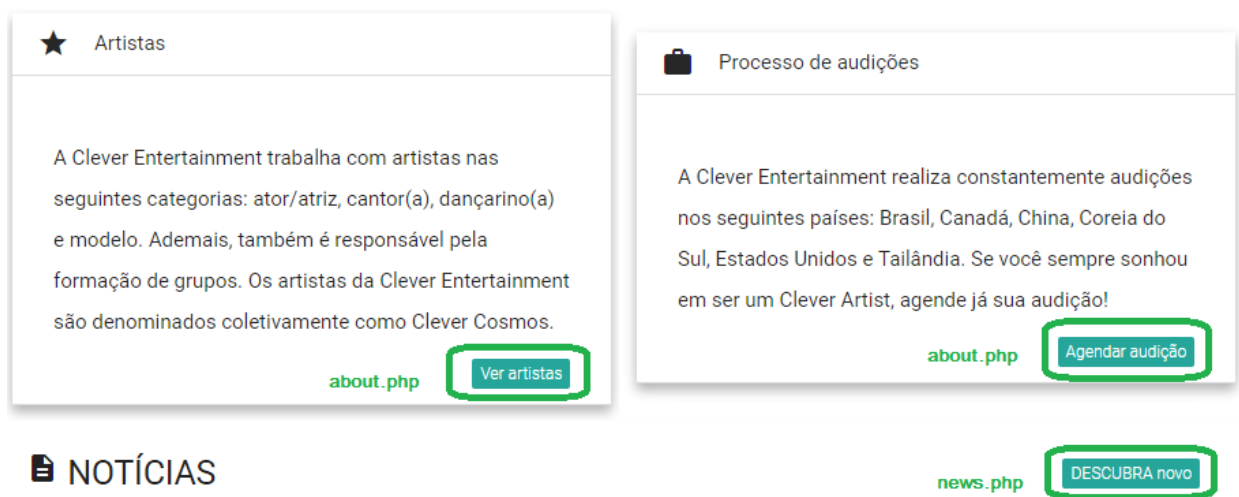 Artistas
A Clever Entertainment trabalha com artistas nas
seguintes categorias: ator/atriz, cantor(a), dançarino(a)
e modelo. Ademais, também é responsável pela
formação de grupos. Os artistas da Clever Entertainment
são denominados coletivamente como Clever Cosmos.
about.php
Ver artistas
Processo de audições
A Clever Entertainment realiza constantemente audições
nos seguintes países: Brasil, Canadá, China, Coreia do
Sul, Estados Unidos e Tailândia. Se você sempre sonhou
em ser um Clever Artist, agende já sua audição!
about.php
Agendar audição
NOTÍCIAS
news.php
DESCUBRA novo